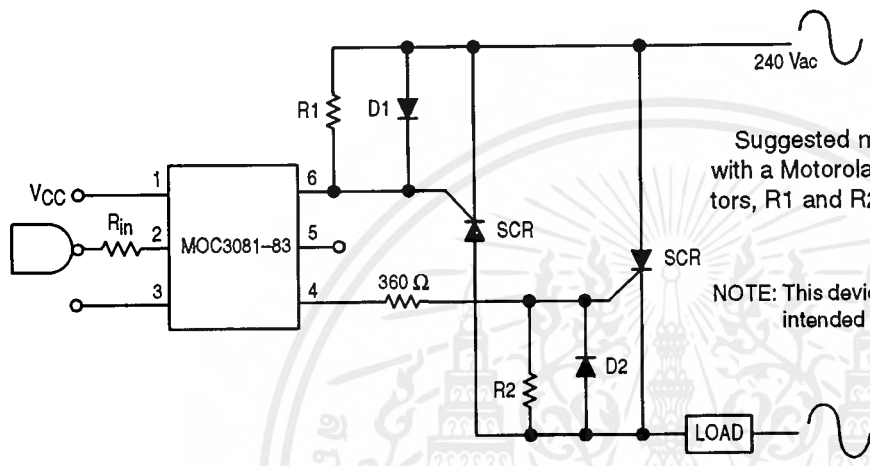 240 Vac
R1
D1
Suggested
with a Motorola
tors, R1 and R2
VCC
1
6
Rin
2
MOC3081–83
5
SCR
SCR
3
4
360 Ω
NOTE: This
intended
R2
D2
LOAD